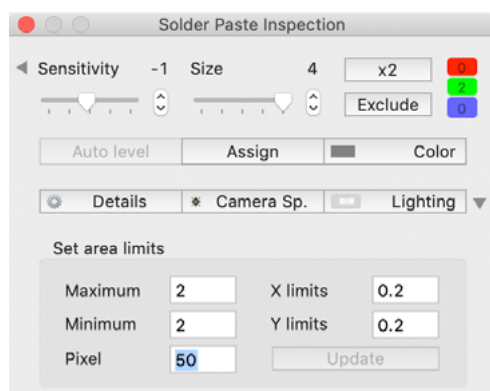 Solder Paste Inspection
Sensitivity -1 Size 4 x2 0
2
Exclude 0
Auto level Assign Color
Details Camera Sp. Lighting
Set area limits
Maximum 2 X limits 0.2
Minimum 2 Y limits 0.2
Pixel 50 Update